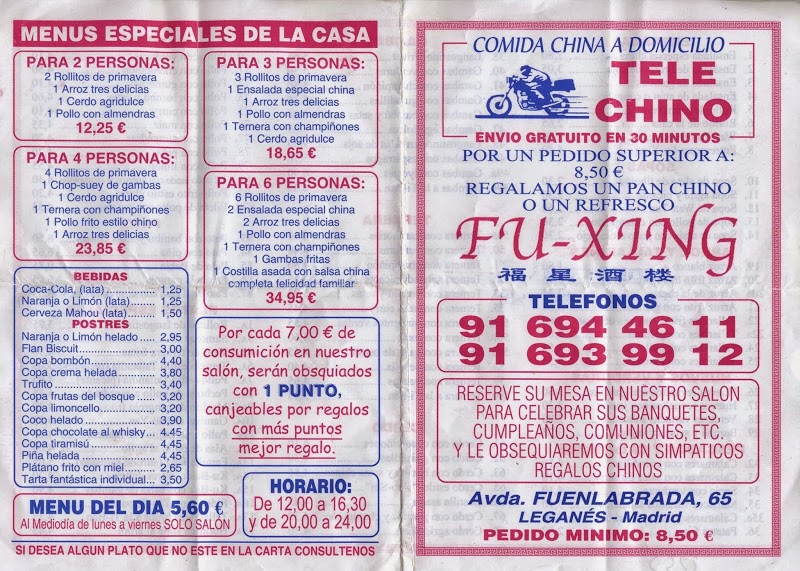 MENUS ESPECIALES DE LA CASA
PARA 2 PERSONAS:
2 Rollitos de primavera
1 Arroz tres delicias
1 Cerdo agridulce
1 Pollo con almendras
12,25 €
PARA 4 PERSONAS:
4 Rollitos de primavera
1 Chop-suey de gambas
1 Cerdo agridulce
1 Ternera con champiñones
1 Pollo frito estilo chino
1 Arroz tres delicias
23,85 €
PARA 3 PERSONAS:
3 Rollitos de primavera
1 Ensalada especial china
1 Arroz tres delicias
1 Pollo con almendras
1 Ternera con champiñones
1 Cerdo agridulce
18,65 €
PARA 6 PERSONAS:
6 Rollitos de primavera
2 Ensalada especial china
2 Arroz tres delicias
1 Pollo con almendras
1 Ternera con champiñones
1 Gambas fritas
1 Costilla asada con salsa china
completa felicidad familiar
34,95 €
BEBIDAS
Coca-Cola, (lata) 1,25
Naranja o Limón (lata) 1,25
Cerveza Mahou (lata) 1,50
POSTRES
Naranja o Limón helado 2,95
Flan Biscuit 3,00
Copa bombón 4,40
Copa crema helada 3,80
Trufito 3,40
Copa frutas del bosque 3,20
Copa limoncello 3,20
Coco helado 3,90
Copa chocolate al whisky 4,45
Copa tiramisú 4,45
Piña helada 4,45
Plátano frito con miel 2,65
Tarta fantástica individual 3,50
Por cada 7,00 € de
consumición en nuestro
salón, serán obsquiados
con 1 PUNTO,
canjeables por regalos
con más puntos
mejor regalo.
MENU DEL DIA 5,60 €
Al Mediodía de lunes a viernes SOLO SALÓN
HORARIO:
De 12,00 a 16,30
y de 20,00 a 24,00
SI DESEA ALGUN PLATO QUE NO ESTE EN LA CARTA CONSULTENOS
COMIDA CHINA A DOMICILIO
TELE
CHINO
ENVIO GRATUITO EN 30 MINUTOS
POR UN PEDIDO SUPERIOR A:
8,50 €
REGALAMOS UN PAN CHINO
O UN REFRESCO
FU-XING
福星酒楼
TELEFONOS
91 694 46 11
91 693 99 12
RESERVE SU MESA EN NUESTRO SALON
PARA CELEBRAR SUS BANQUETES,
CUMPLEAÑOS, COMUNIONES, ETC.
Y LE OBSEQUIAREMOS CON SIMPATICOS
REGALOS CHINOS
Avda. FUENLABRADA, 65
LEGANÉS - Madrid
PEDIDO MINIMO: 8,50 €